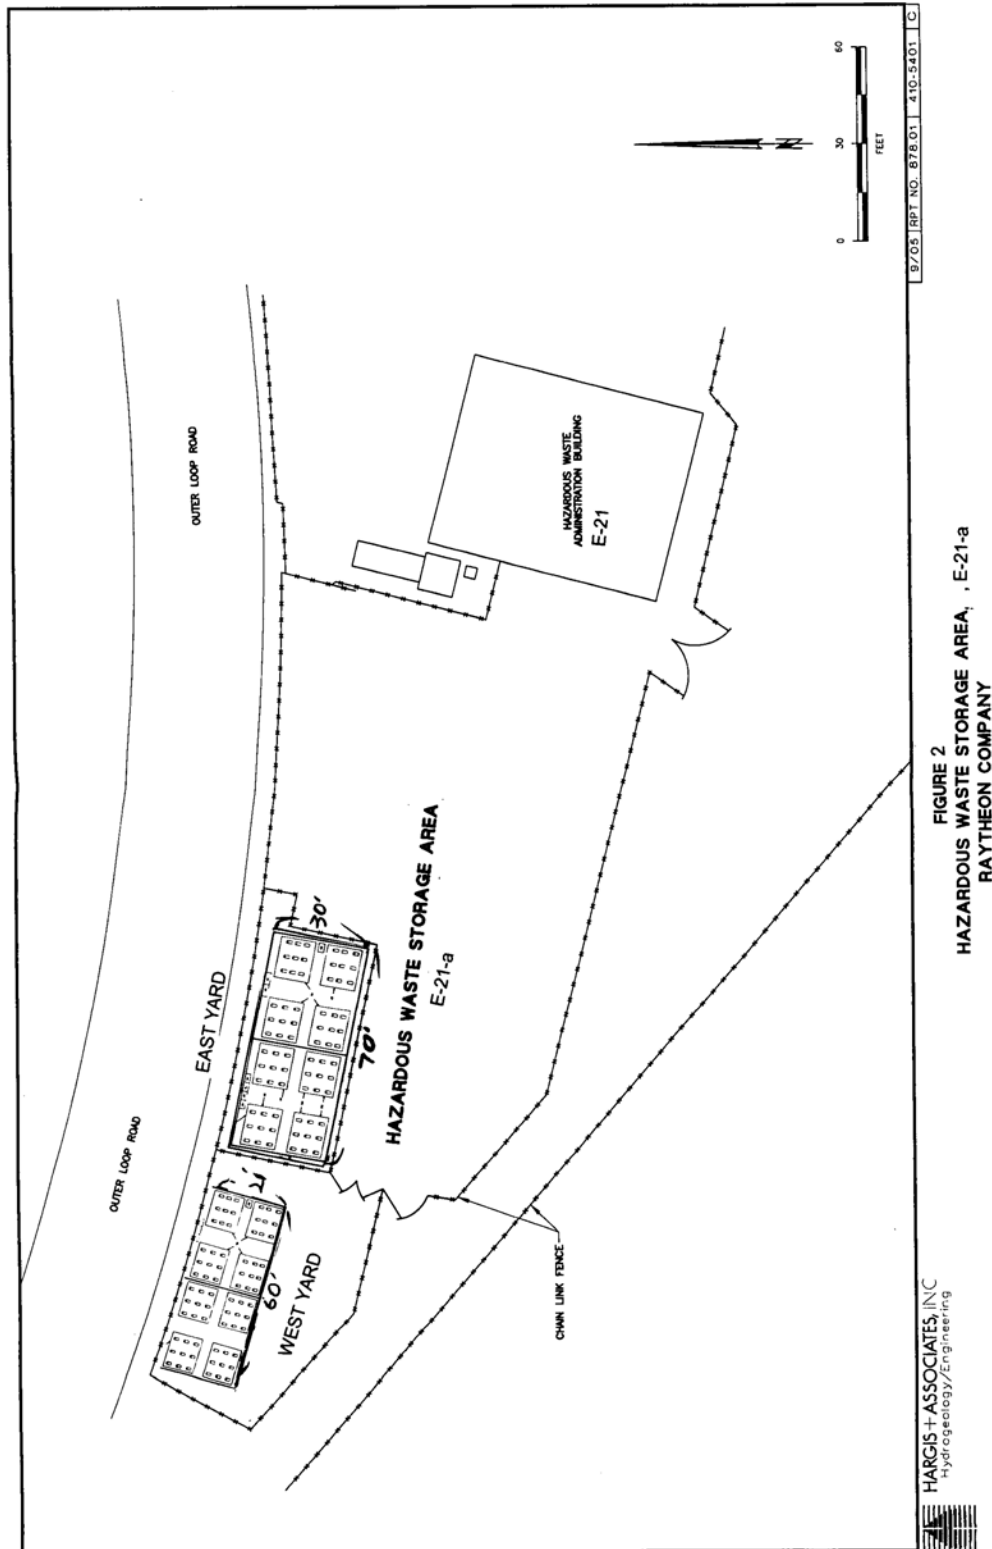 OUTER LOOP ROAD
OUTER LOOP ROAD
EAST YARD
30'
70'
HAZARDOUS WASTE STORAGE AREA
E-21-a
60'
WEST YARD
CHAIN LINK FENCE
HAZARDOUS WASTE
ADMINISTRATION BUILDING
E-21
N
0 30 60
FEET
9/05 RPT NO. 878.01 410-5401 C
FIGURE 2
HAZARDOUS WASTE STORAGE AREA, , E-21-a
RAYTHEON COMPANY
HARGIS + ASSOCIATES, INC
Hydrogeology/Engineering